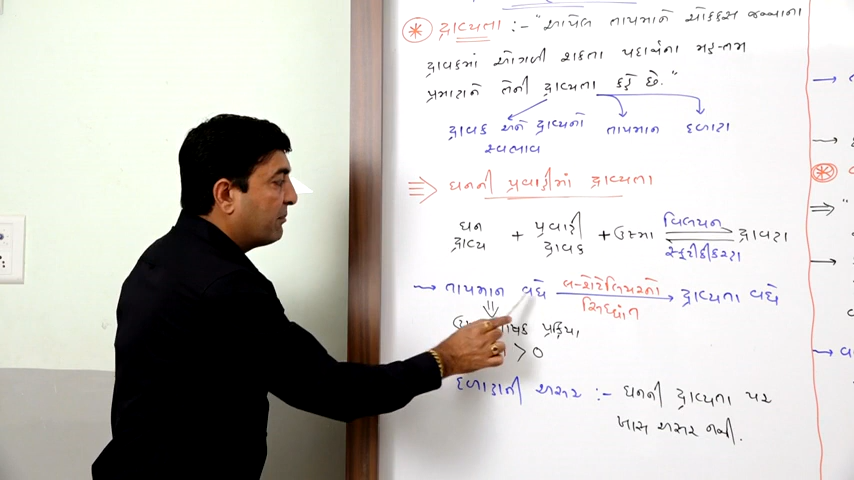 દ્રાવ્યતા :- "આપેલ તાપમાને ચોક્કસ જથ્થાના
દ્રાવકમાં ઓગળી શકતા પદાર્થના મહત્તમ
પ્રમાણને તેની દ્રાવ્યતા કહે છે."
દ્રાવક અને દ્રાવ્યનો સ્વભાવ તાપમાન દબાણ
⇒ ઘનની પ્રવાહીમાં દ્રાવ્યતા
ઘન દ્રાવ્ય + પ્રવાહી દ્રાવક + ઉષ્મા વિલયન સ્ફટીકીકરણ દ્રાવણ
→ તાપમાન વધે લ-શેટેલિયરનો સિધ્ધાંત → દ્રાવ્યતા વધે
પ્રક્રિયા
> 0
દબાણની અસર :- ઘનની દ્રાવ્યતા પર
ખાસ અસર નથી.